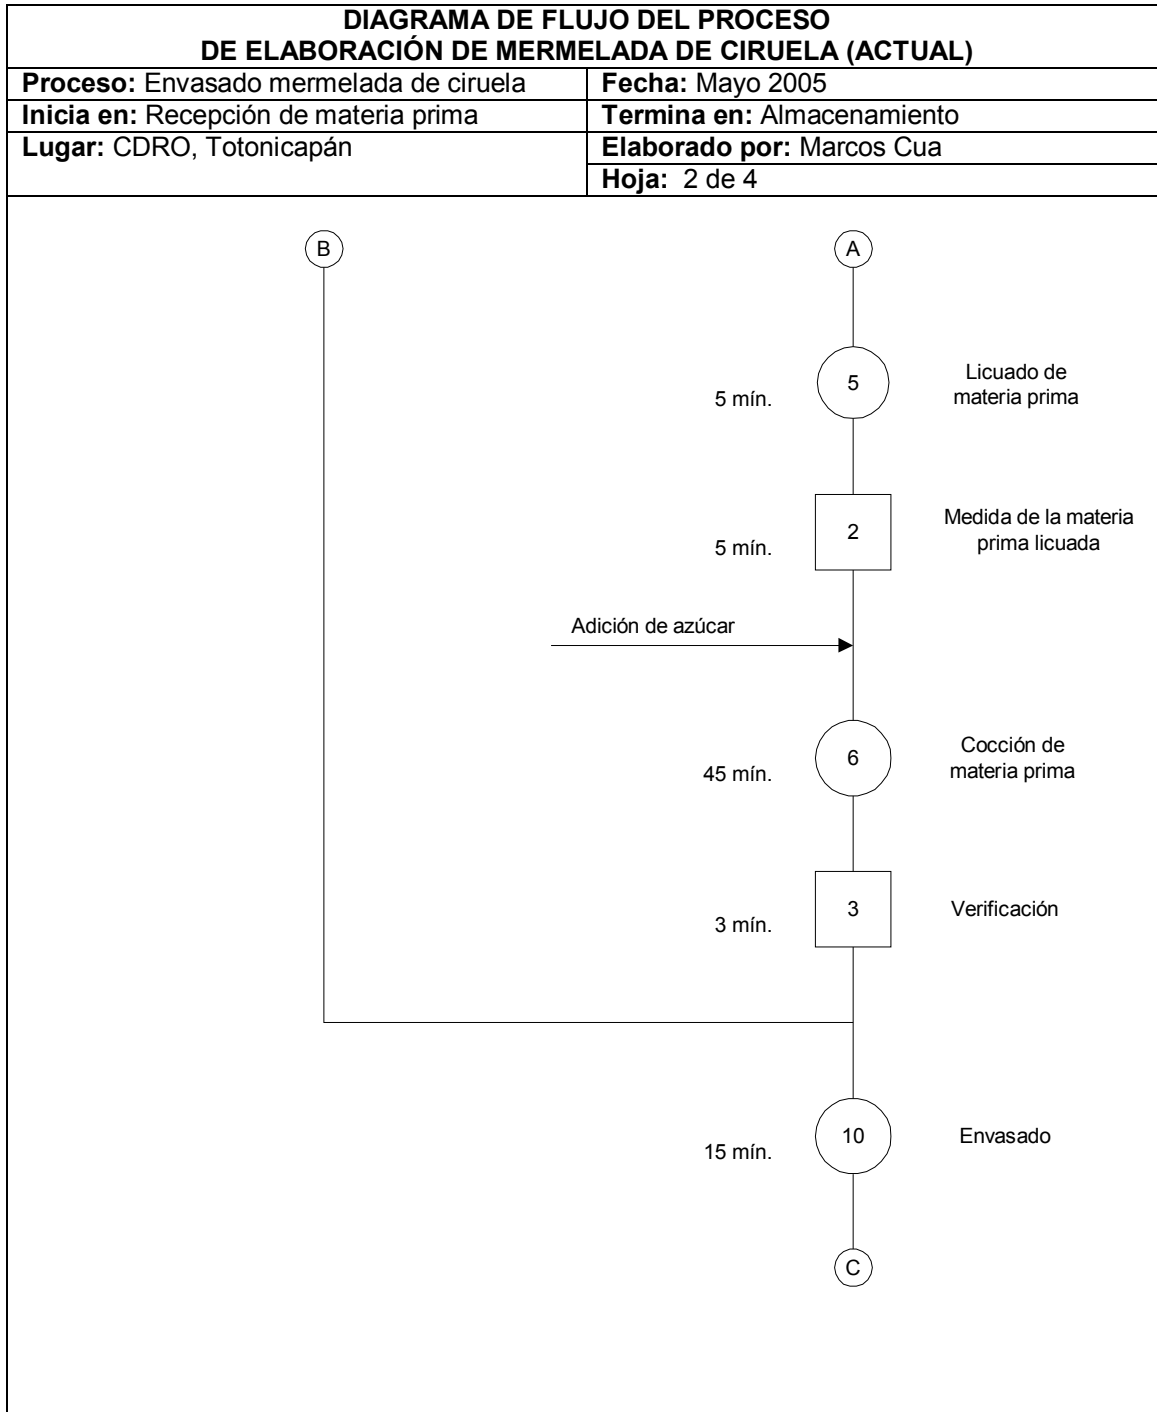 DIAGRAMA DE FLUJO DEL PROCESO
DE ELABORACIÓN DE MERMELADA DE CIRUELA (ACTUAL)
Proceso: Envasado mermelada de ciruela
Fecha: Mayo 2005
Inicia en: Recepción de materia prima
Termina en: Almacenamiento
Lugar: CDRO, Totonicapán
Elaborado por: Marcos Cua
Hoja: 2 de 4
B
A
5 mín.
5
Licuado de
materia prima
5 mín.
2
Medida de la materia
prima licuada
Adición de azúcar
45 mín.
6
Cocción de
materia prima
3 mín.
3
Verificación
15 mín.
10
Envasado
C